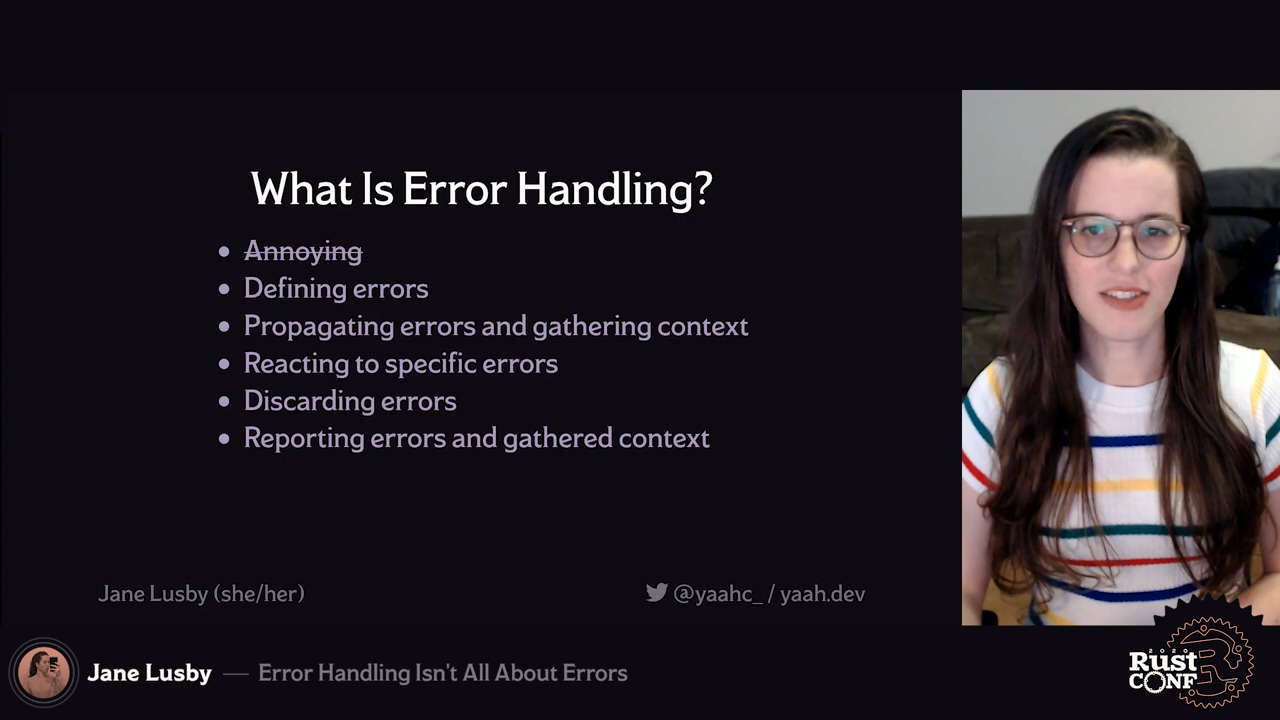 What Is Error Handling?
Annoying
Defining errors
Propagating errors and gathering context
Reacting to specific errors
Discarding errors
Reporting errors and gathered context
Jane Lusby (she/her)
@yaahc_ / yaah.dev
Jane Lusby — Error Handling Isn't All About Errors
2020
Rust
CONF
R